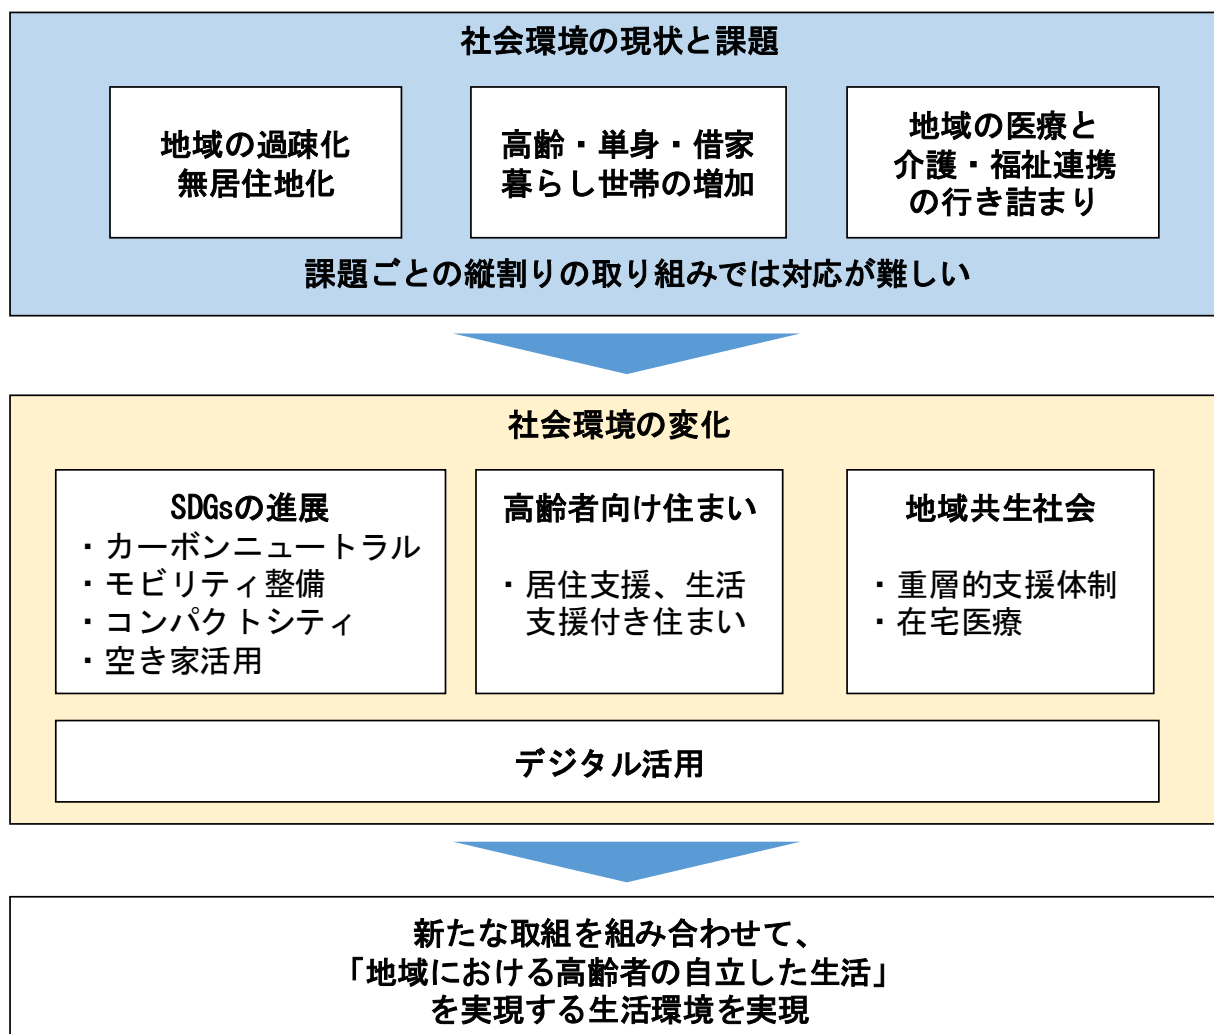 社会環境の現状と課題
地域の過疎化
無居住地化
高齢・単身・借家
暮らし世帯の増加
地域の医療と
介護・福祉連携
の行き詰まり
課題ごとの縦割りの取り組みでは対応が難しい
社会環境の変化
SDGsの進展
・カーボンニュートラル
・モビリティ整備
・コンパクトシティ
・空き家活用
高齢者向け住まい
・居住支援、生活
支援付き住まい
地域共生社会
・重層的支援体制
・在宅医療
デジタル活用
新たな取組を組み合わせて、
「地域における高齢者の自立した生活」
を実現する生活環境を実現